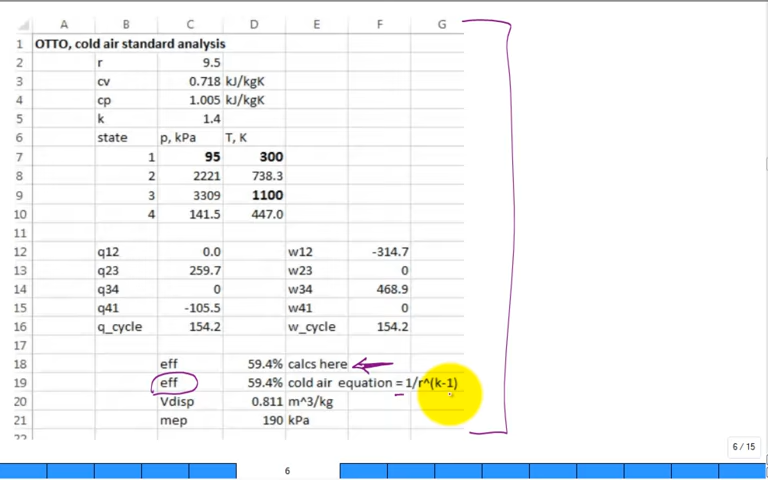 A B C D E F G
1 OTTO, cold air standard analysis
2 r 9.5
3 cv 0.718 kJ/kgK
4 cp 1.005 kJ/kgK
5 k 1.4
6 state p, kPa T, K
7 1 95 300
8 2 2221 738.3
9 3 3309 1100
10 4 141.5 447.0
11
12 q12 0.0 w12 -314.7
13 q23 259.7 w23 0
14 q34 0 w34 468.9
15 q41 -105.5 w41 0
16 q_cycle 154.2 w_cycle 154.2
17
18 eff 59.4% calcs here
19 eff 59.4% cold air equation = 1/r^(k-1)
20 Vdisp 0.811 m^3/kg
21 mep 190 kPa
22
6 / 15
6